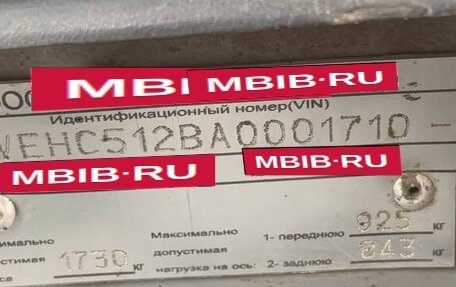 MBI MBIB·RU
Идентификационный номер(VIN)
VEHC512BA0001710 –
MBIB·RU MBIB·RU
Максимально 1- переднюю 925 кг
1730 кг допустимая
нагрузка на ось: 2- заднюю 843 кг